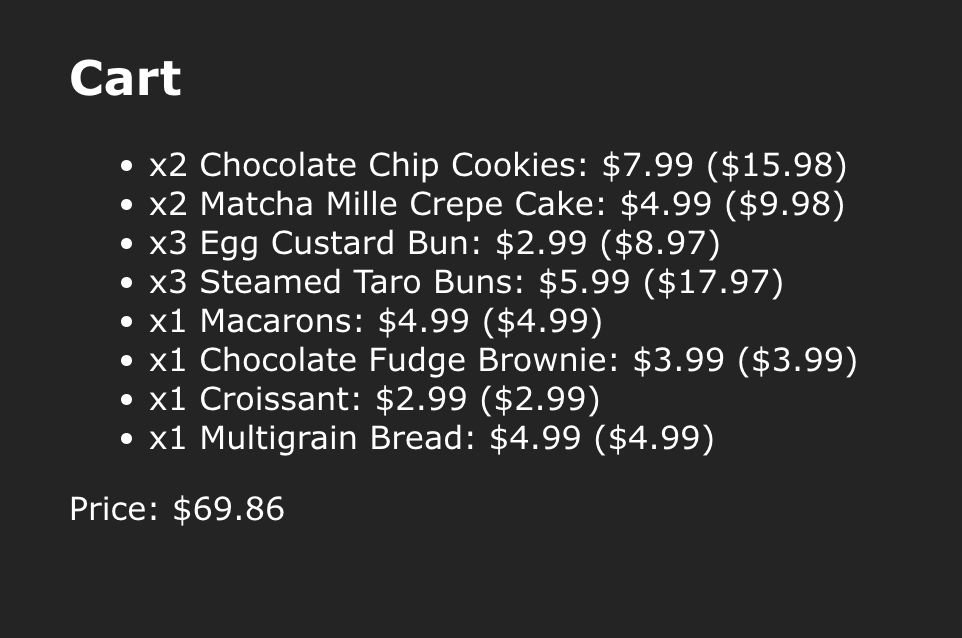 Cart
• x2 Chocolate Chip Cookies: $7.99 ($15.98)
• x2 Matcha Mille Crepe Cake: $4.99 ($9.98)
• x3 Egg Custard Bun: $2.99 ($8.97)
• x3 Steamed Taro Buns: $5.99 ($17.97)
• x1 Macarons: $4.99 ($4.99)
• x1 Chocolate Fudge Brownie: $3.99 ($3.99)
• x1 Croissant: $2.99 ($2.99)
• x1 Multigrain Bread: $4.99 ($4.99)
Price: $69.86